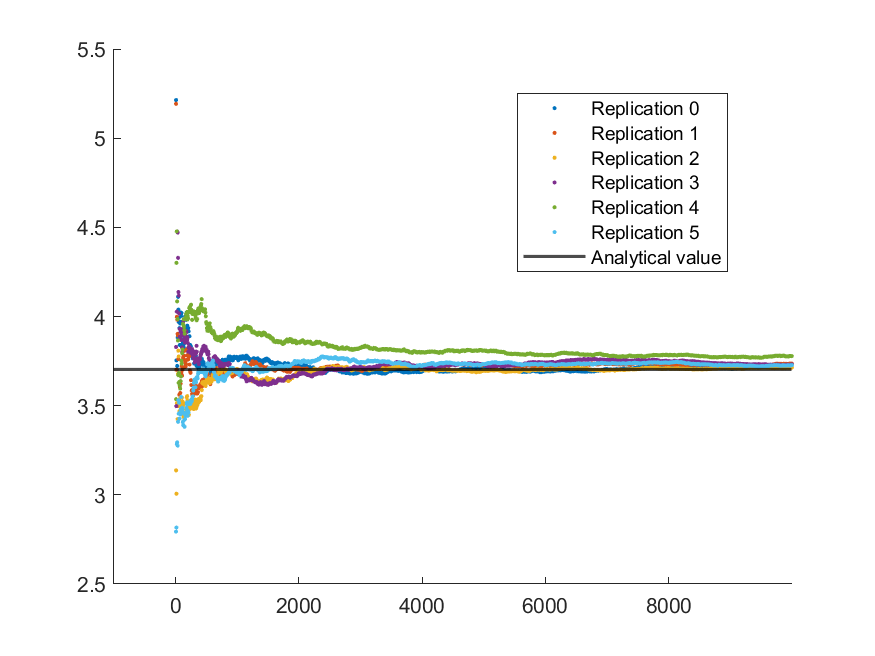 5.5
5
4.5
4
3.5
3
2.5
0 2000 4000 6000 8000
Replication 0
Replication 1
Replication 2
Replication 3
Replication 4
Replication 5
Analytical value